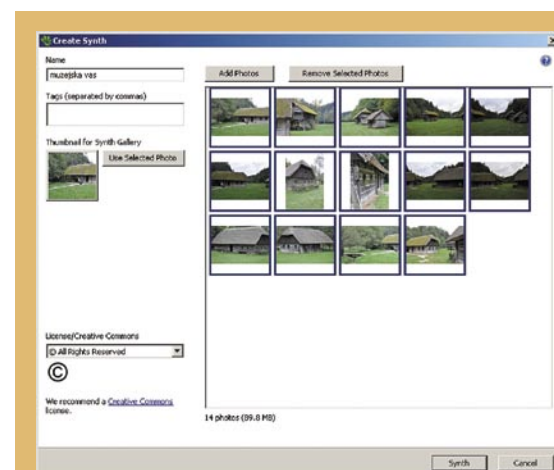 Create Synth
Name
muzejska vas
Tags (separated by commas)
Thumbnail for Synth Gallery
Use Selected Photo
Add Photos
Remove Selected Photos
License/Creative Commons
© All Rights Reserved
©
We recommend a Creative Commons
license.
14 photos (89.8 MB)
Synth
Cancel